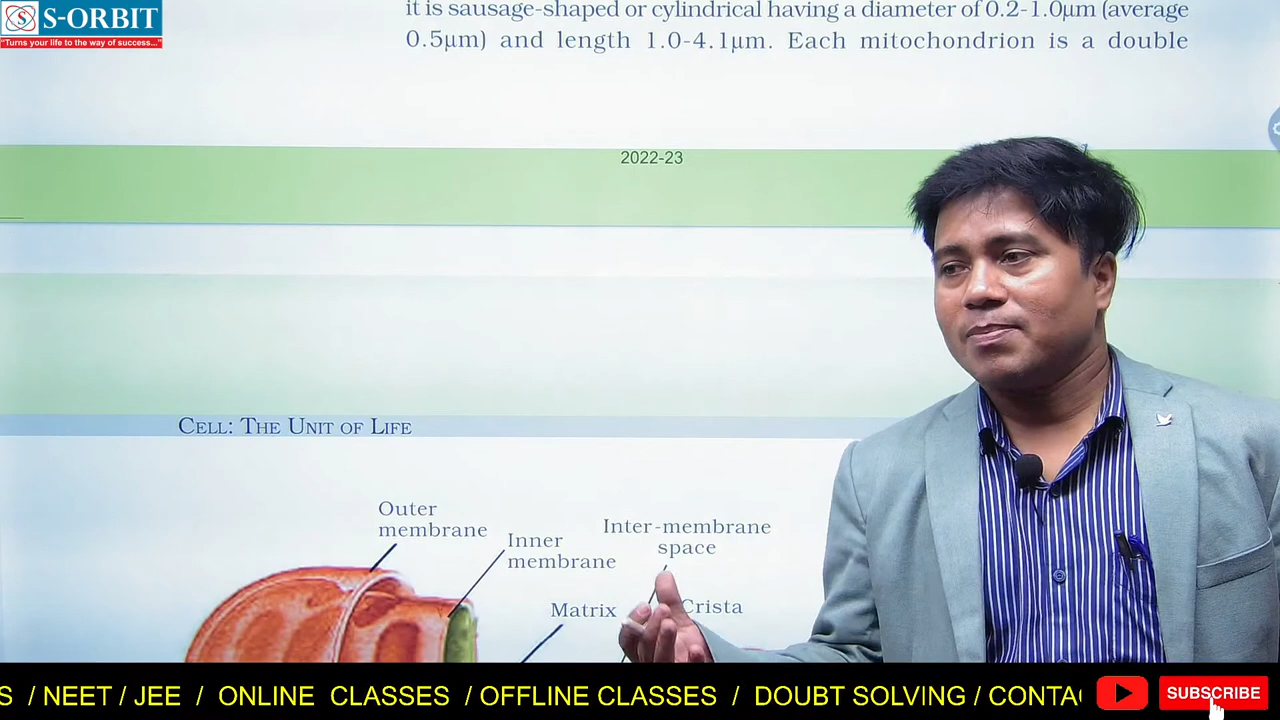 S-ORBIT
"Turns your life to the way of success..."
it is sausage-shaped or cylindrical having a diameter of 0.2-1.0µm (average
0.5µm) and length 1.0-4.1µm. Each mitochondrion is a double
2022-23
CELL: THE UNIT OF LIFE
Outer
membrane
Inner
membrane
Inter-membrane
space
Matrix
Crista
S / NEET / JEE / ONLINE CLASSES / OFFLINE CLASSES / DOUBT SOLVING / CONTA
SUBSCRIBE